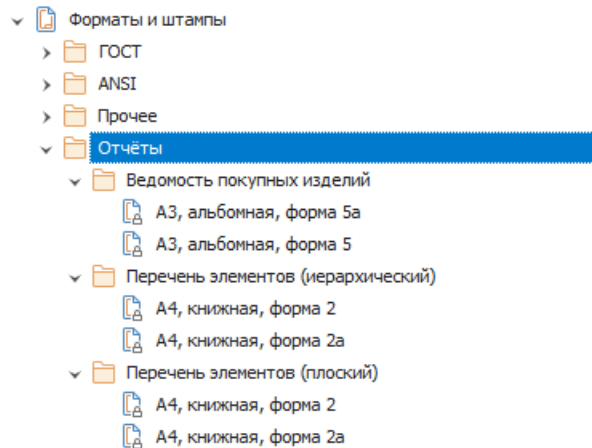 Форматы и штампы
ГОСТ
ANSI
Прочее
Отчёты
Ведомость покупных изделий
А3, альбомная, форма 5а
А3, альбомная, форма 5
Перечень элементов (иерархический)
А4, книжная, форма 2
А4, книжная, форма 2а
Перечень элементов (плоский)
А4, книжная, форма 2
А4, книжная, форма 2а